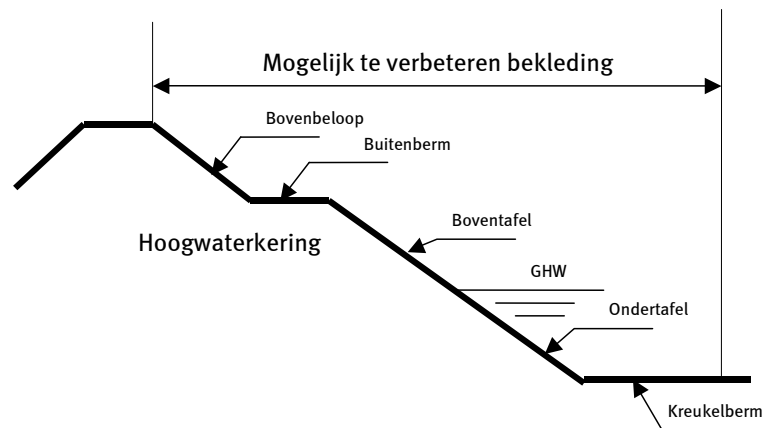 Mogelijk te verbeteren bekleding
Bovenbeloop
Buitenberm
Boventafel
Hoogwaterkering
GHW
Ondertafel
Kreukelberm